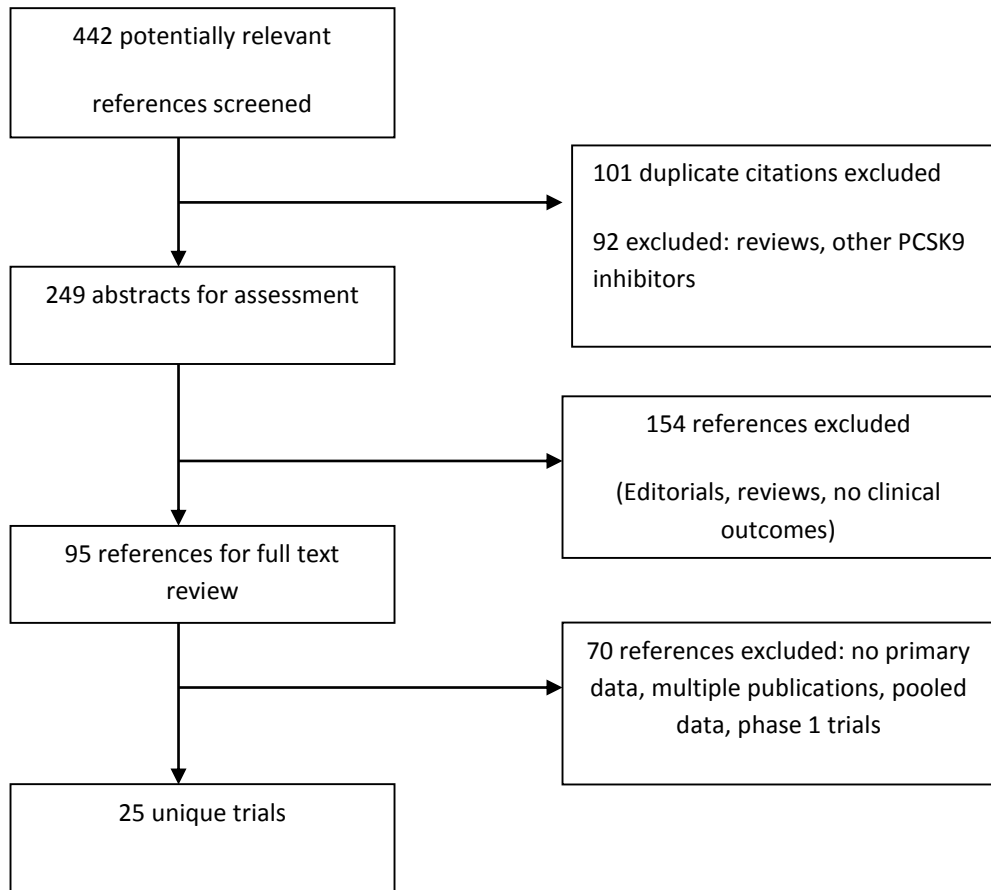 442 potentially relevant
references screened
101 duplicate citations excluded
92 excluded: reviews, other PCSK9
inhibitors
249 abstracts for assessment
154 references excluded
(Editorials, reviews, no clinical
outcomes)
95 references for full text
review
70 references excluded: no primary
data, multiple publications, pooled
data, phase 1 trials
25 unique trials